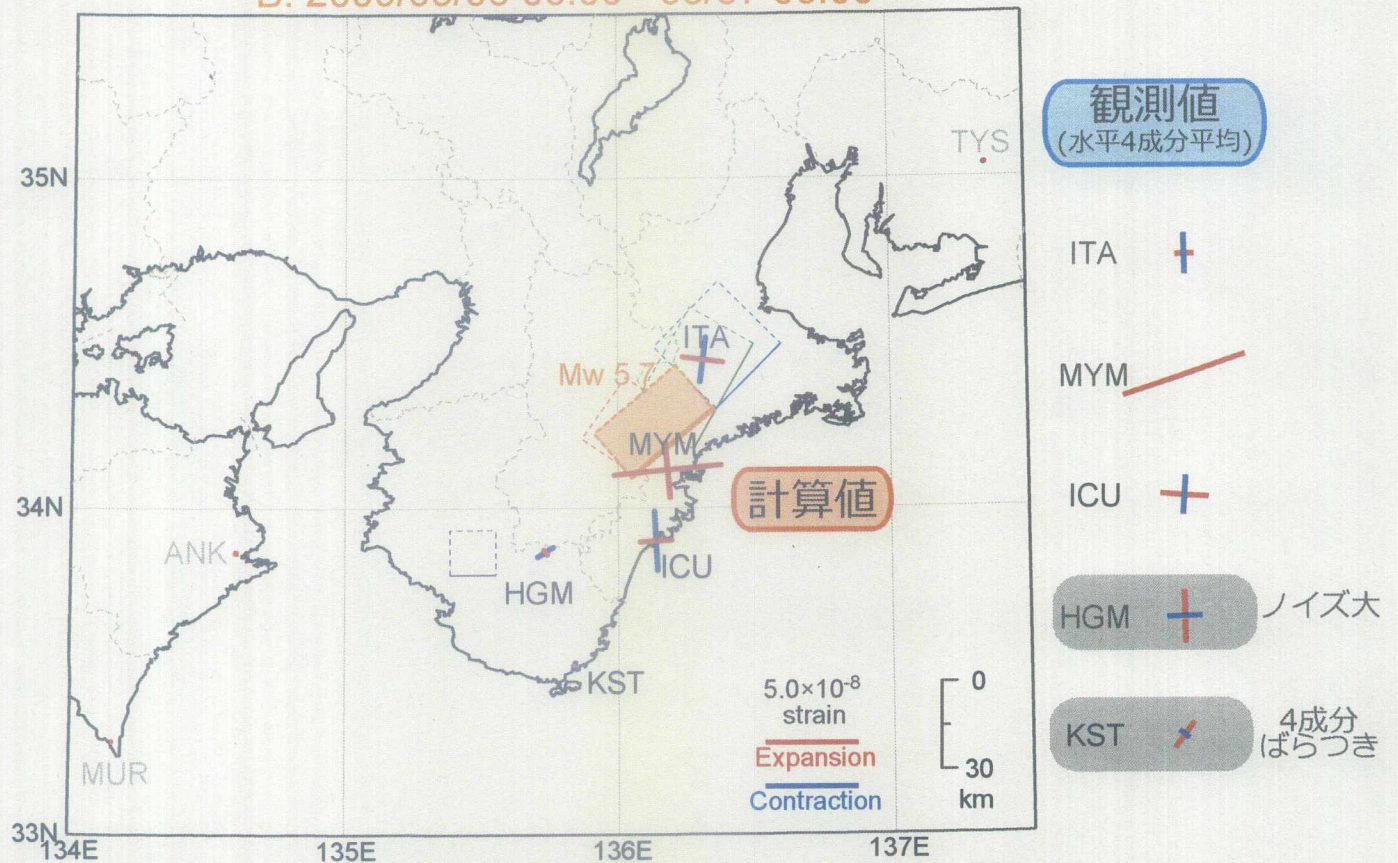 35N
34N
33N
134E
135E
136E
137E
TYS
ITA
Mw 5.7
MYM
計算値
ANK
HGM
ICU
KST
MUR
5.0×10-8
strain
Expansion
Contraction
0
30
km
観測値
(水平4成分平均)
ITA
MYM
ICU
HGM
ノイズ大
KST
4成分
ばらつき